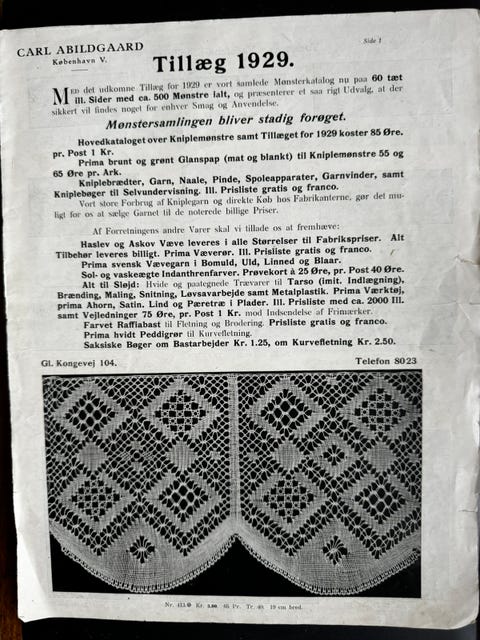 CARL ABILDGAARD
København V.
Side 1
Tillæg 1929.
MED det udkomne Tillæg for 1929 er vort samlede Mønsterkatalog nu paa 60 tæt
ill. Sider med ca. 500 Mønstre ialt, og præsenterer et saa rigt Udvalg, at der
sikkert vil findes noget for enhver Smag og Anvendelse.
Mønstersamlingen bliver stadig forøget.
Hovedkataloget over Kniplemønstre samt Tillæget for 1929 koster 85 Øre.
pr. Post 1 Kr.
Prima brunt og grønt Glanspap (mat og blankt) til Kniplemønstre 55 og
65 Øre pr. Ark.
Kniplebrædter, Garn, Naale, Pinde, Spoleapparater, Garnvinder, samt
Kniplebøger til Selvundervisning. Ill. Prisliste gratis og franco.
Vort store Forbrug af Kniplegarn og direkte Køb hos Fabrikanterne, gør det mu-
ligt for os at sælge Garnet til de noterede billige Priser.
Af Forretningens andre Varer skal vi tillade os at fremhæve:
Haslev og Askov Væve leveres i alle Størrelser til Fabrikspriser. Alt
Tilbehør leveres billigt. Prima Væverør. Ill. Prisliste gratis og franco.
Prima svensk Vævegarn i Bomuld, Uld, Linned og Blaar.
Sol- og vaskeægte Indanthrenfarver. Prøvekort à 25 Øre, pr. Post 40 Øre.
Alt til Sløjd: Hvide og paategnede Trævarer til Tarso (imit. Indlægning),
Brænding, Maling, Snitning, Løvsavarbejde samt Metalplastik. Prima Værktøj,
prima Ahorn, Satin. Lind og Pæretræ i Plader. Ill. Prisliste med ca. 2000 Ill.
samt Vejledninger 75 Øre, pr. Post 1 Kr. mod Indsendelse af Frimærker.
Farvet Raffiabast til Fletning og Brodering. Prisliste gratis og franco.
Prima hvidt Peddigrør til Kurvefletning.
Saksiske Bøger om Bastarbejder Kr. 1.25, om Kurvefletning Kr. 2.50.
Gl. Kongevej 104.
Telefon 8023
Nr. 413. Kr. 3.80. 46 Pr. Tr. 40. 19 cm bred.